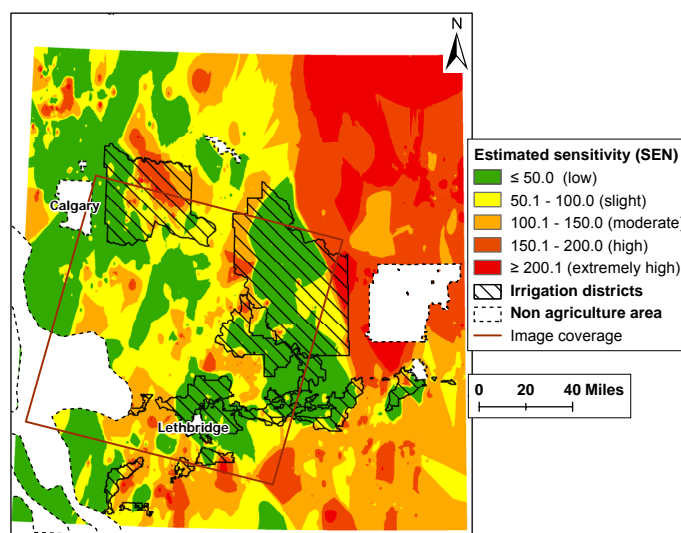 N
Calgary
Lethbridge
Estimated sensitivity (SEN)
≤ 50.0 (low)
50.1 - 100.0 (slight)
100.1 - 150.0 (moderate)
150.1 - 200.0 (high)
≥ 200.1 (extremely high)
Irrigation districts
Non agriculture area
Image coverage
0 20 40 Miles